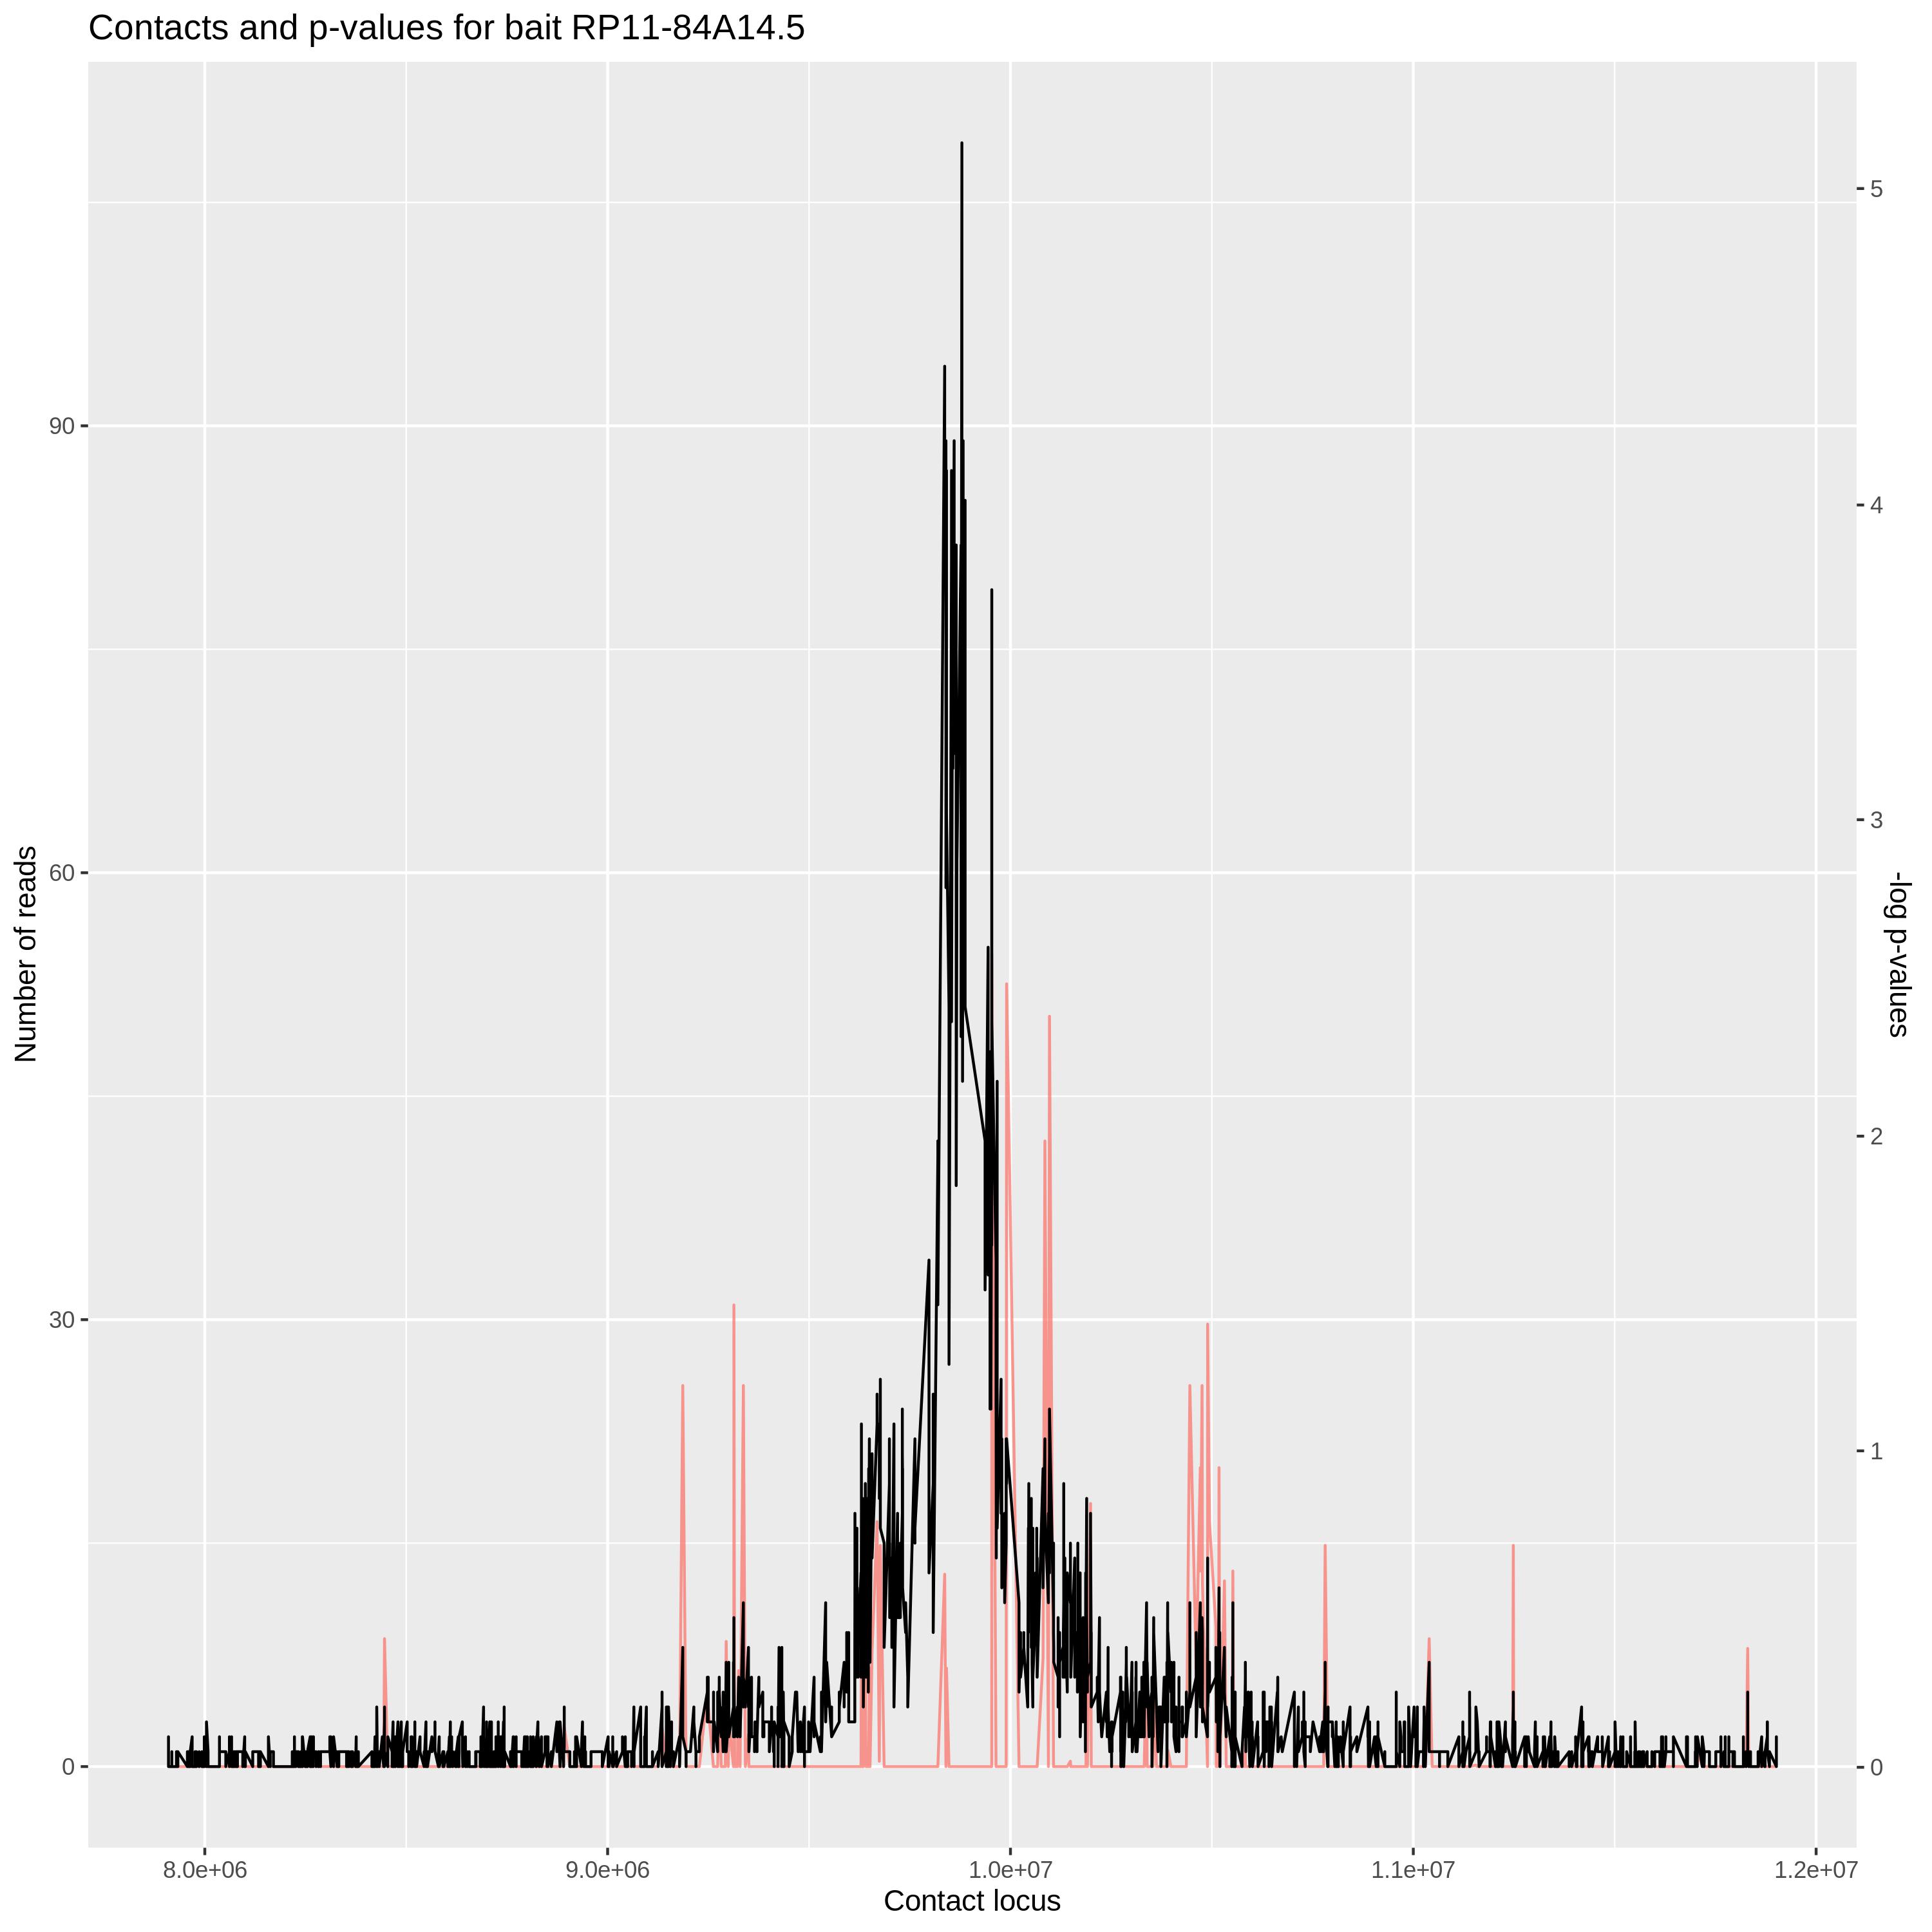 Contacts and p-values for bait RP11-84A14.5
Number of reads
90
60
30
0
5
4
3
2
1
0
-log p-values
8.0e+06
9.0e+06
1.0e+07
1.1e+07
1.2e+07
Contact locus